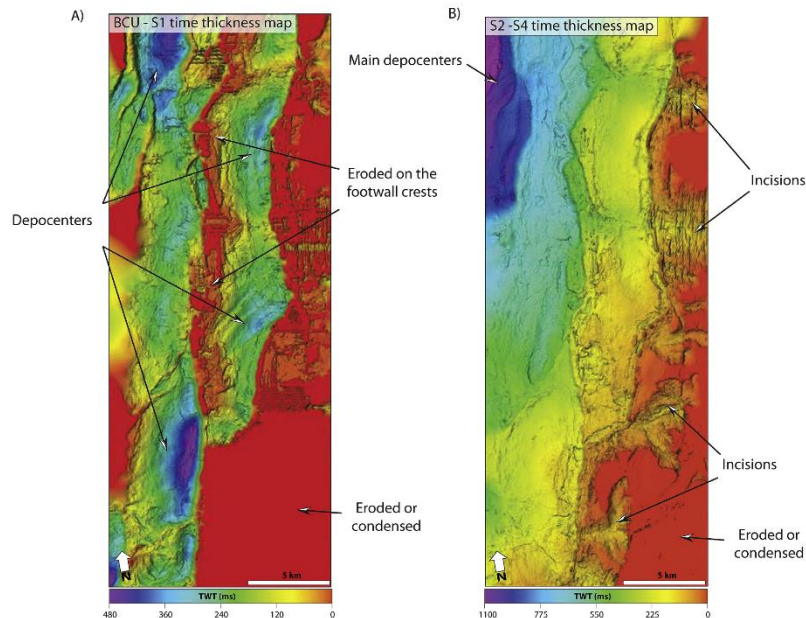 A)
BCU - S1 time thickness map
Depocenters
Eroded on the
footwall crests
Eroded or
condensed
N
5 km
TWT (ms)
480
360
240
120
0
B)
S2 -S4 time thickness map
Main depocenters
Incisions
Incisions
Eroded or
condensed
N
5 km
TWT (ms)
1100
775
550
225
0